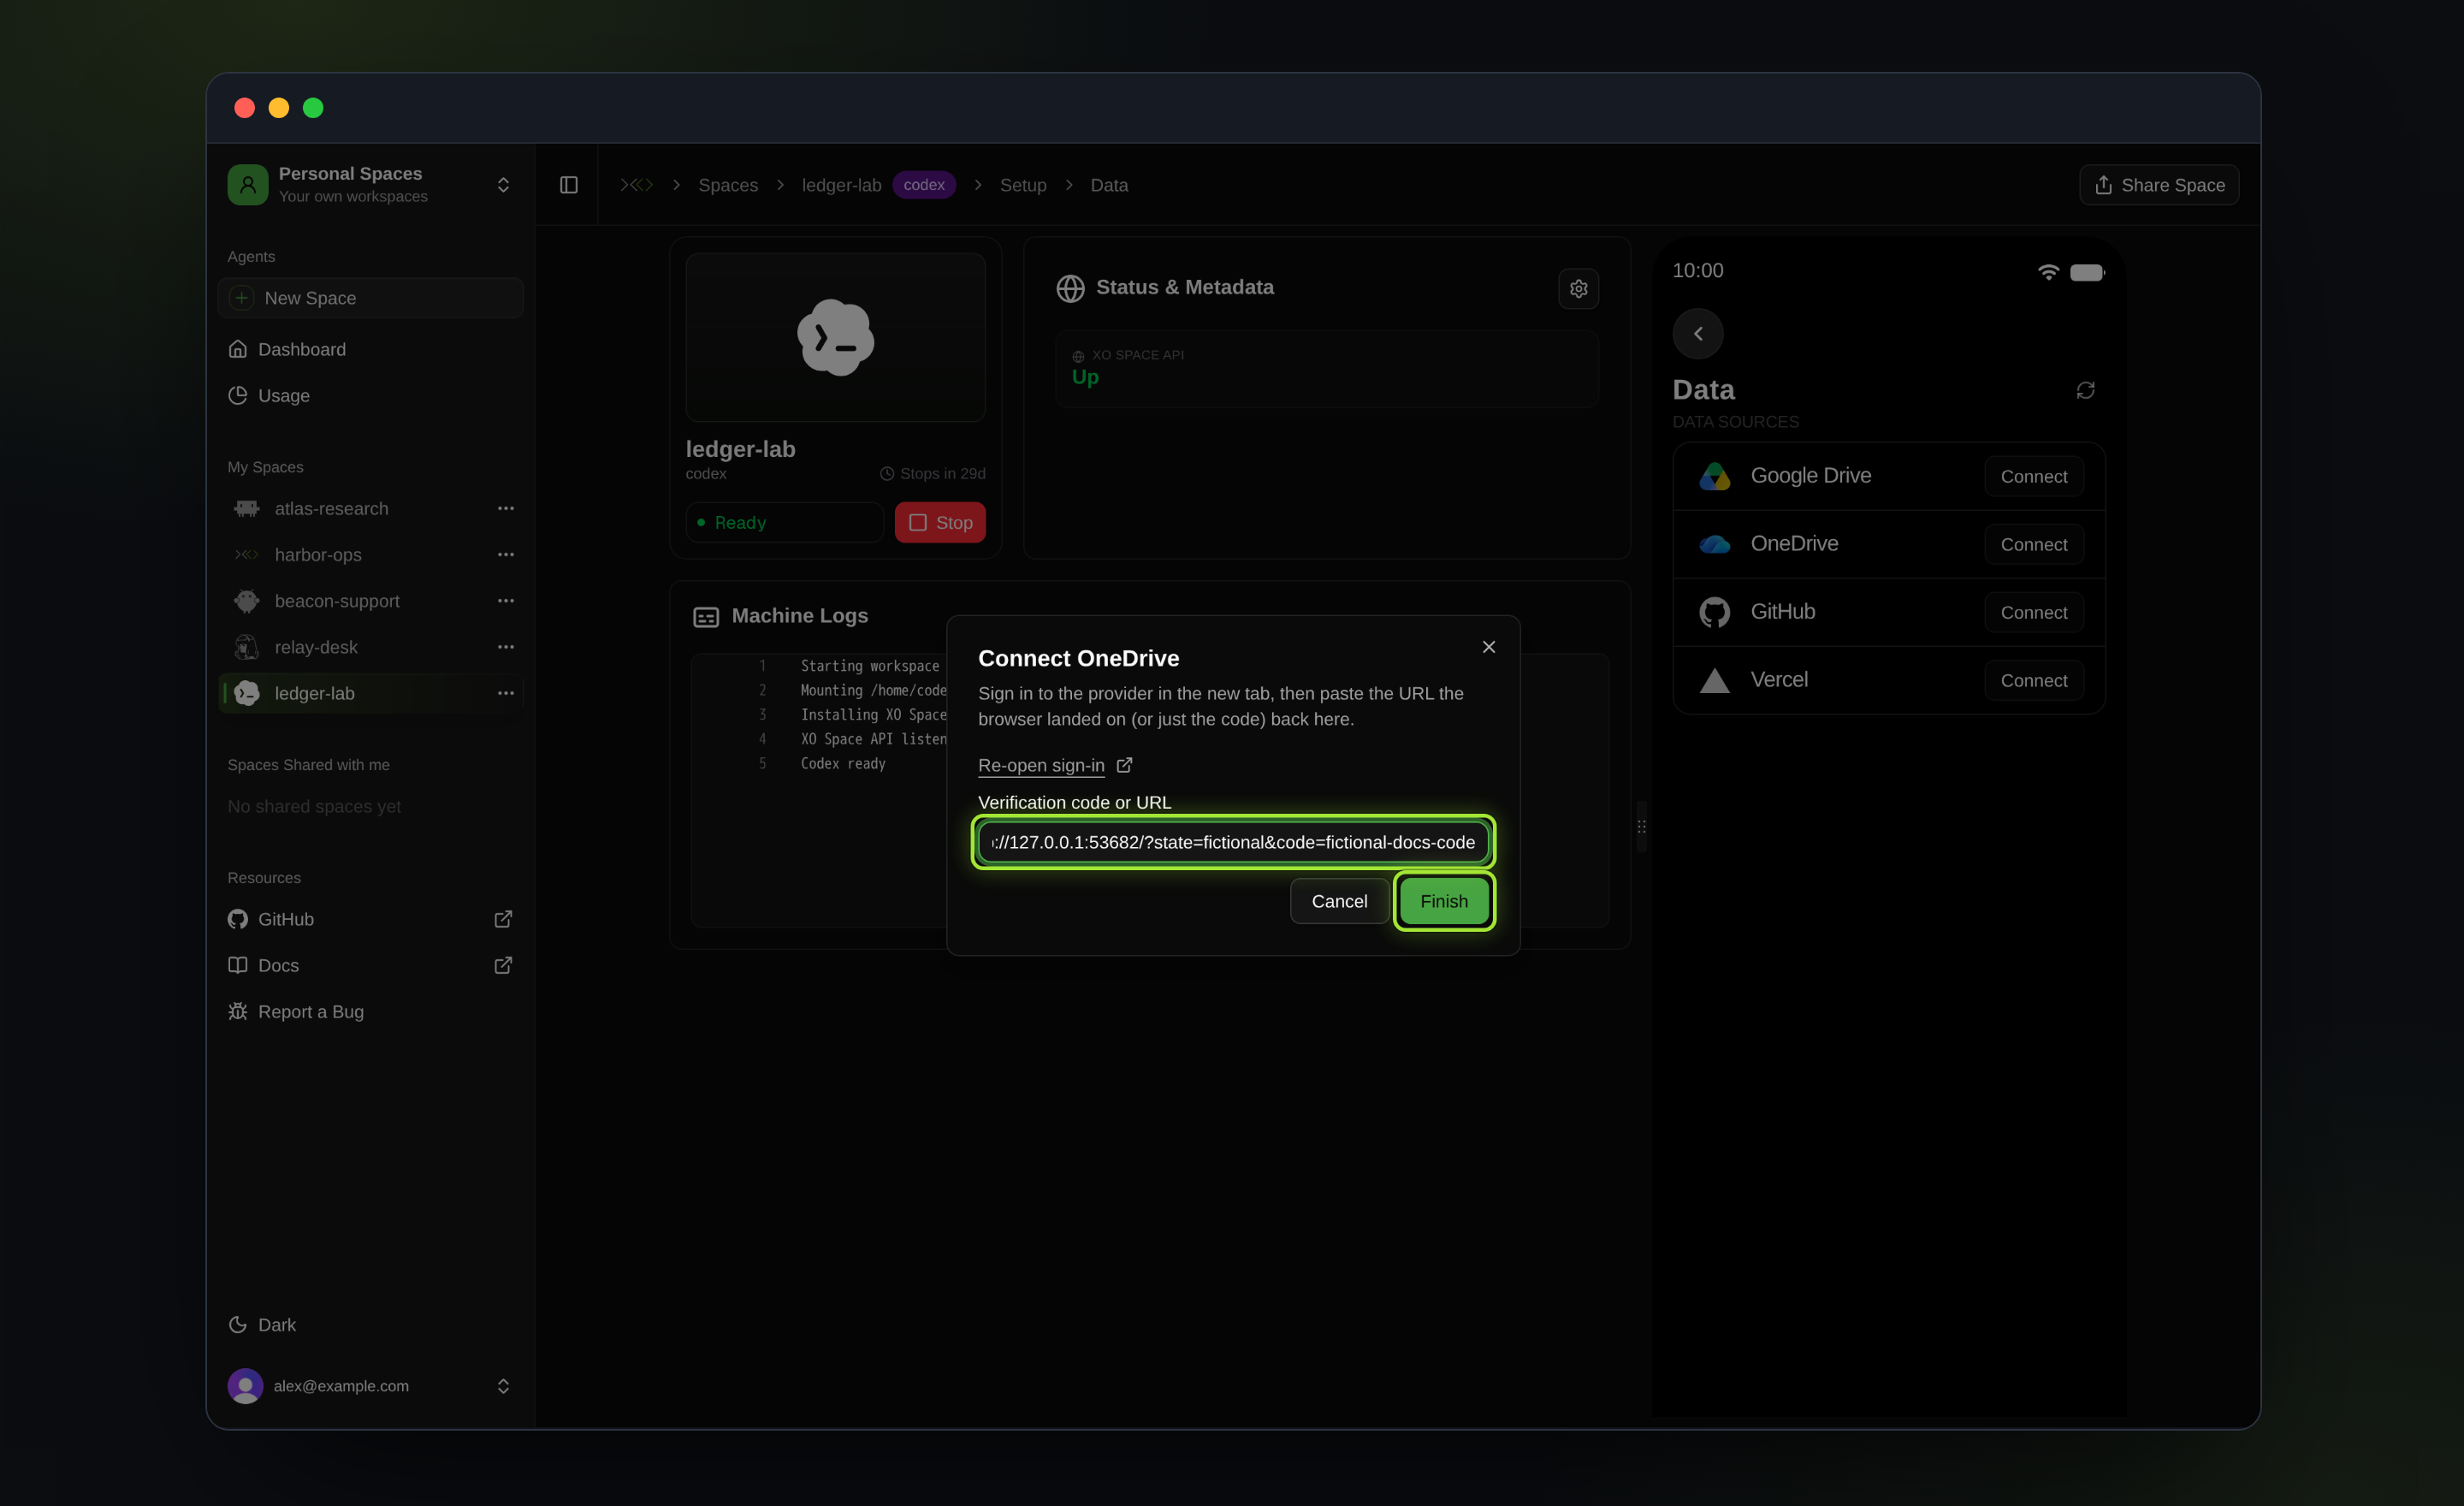 Personal Spaces
Your own workspaces
Agents
New Space
Dashboard
Usage
My Spaces
atlas-research
harbor-ops
beacon-support
relay-desk
ledger-lab
Spaces Shared with me
No shared spaces yet
Resources
GitHub
Docs
Report a Bug
Dark
alex@example.com
Spaces
ledger-lab codex
Setup
Data
Share Space
ledger-lab
codex
Stops in 29d
Ready
Stop
Status & Metadata
XO SPACE API
Up
Machine Logs
1 Starting workspace
2 Mounting /home/code
3 Installing XO Space
4 XO Space API listen
5 Codex ready
Connect OneDrive
Sign in to the provider in the new tab, then paste the URL the
browser landed on (or just the code) back here.
Re-open sign-in
Verification code or URL
://127.0.0.1:53682/?state=fictional&code=fictional-docs-code
Cancel
Finish
10:00
Data
DATA SOURCES
Google Drive
Connect
OneDrive
Connect
GitHub
Connect
Vercel
Connect